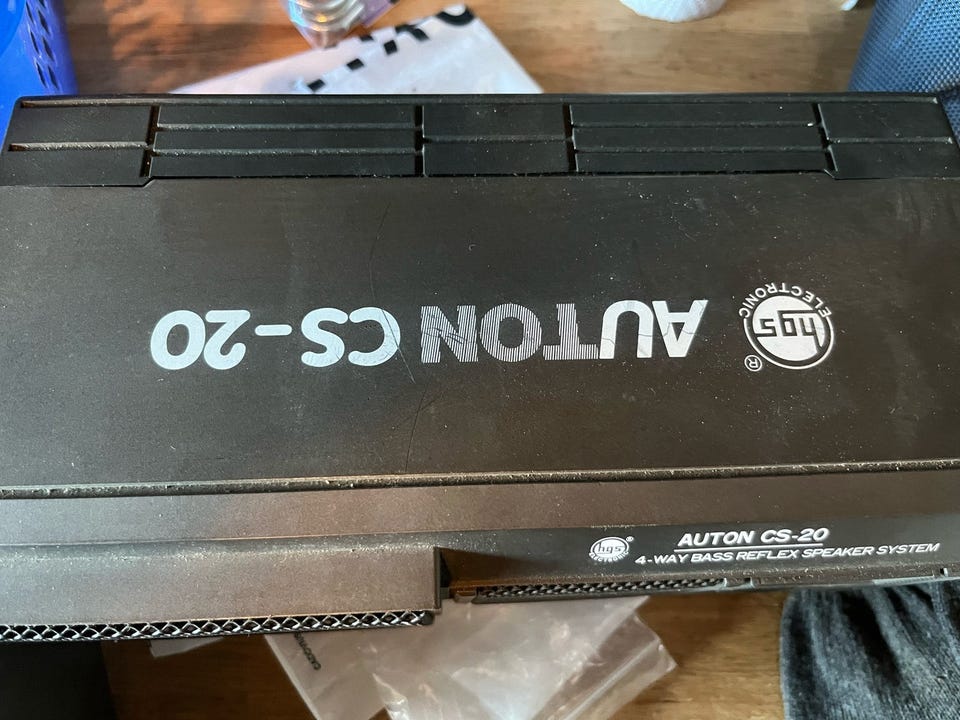 AUTON CS-20
hgs
ELECTRONIC
®
hgs
AUTON CS-20
4-WAY BASS REFLEX SPEAKER SYSTEM